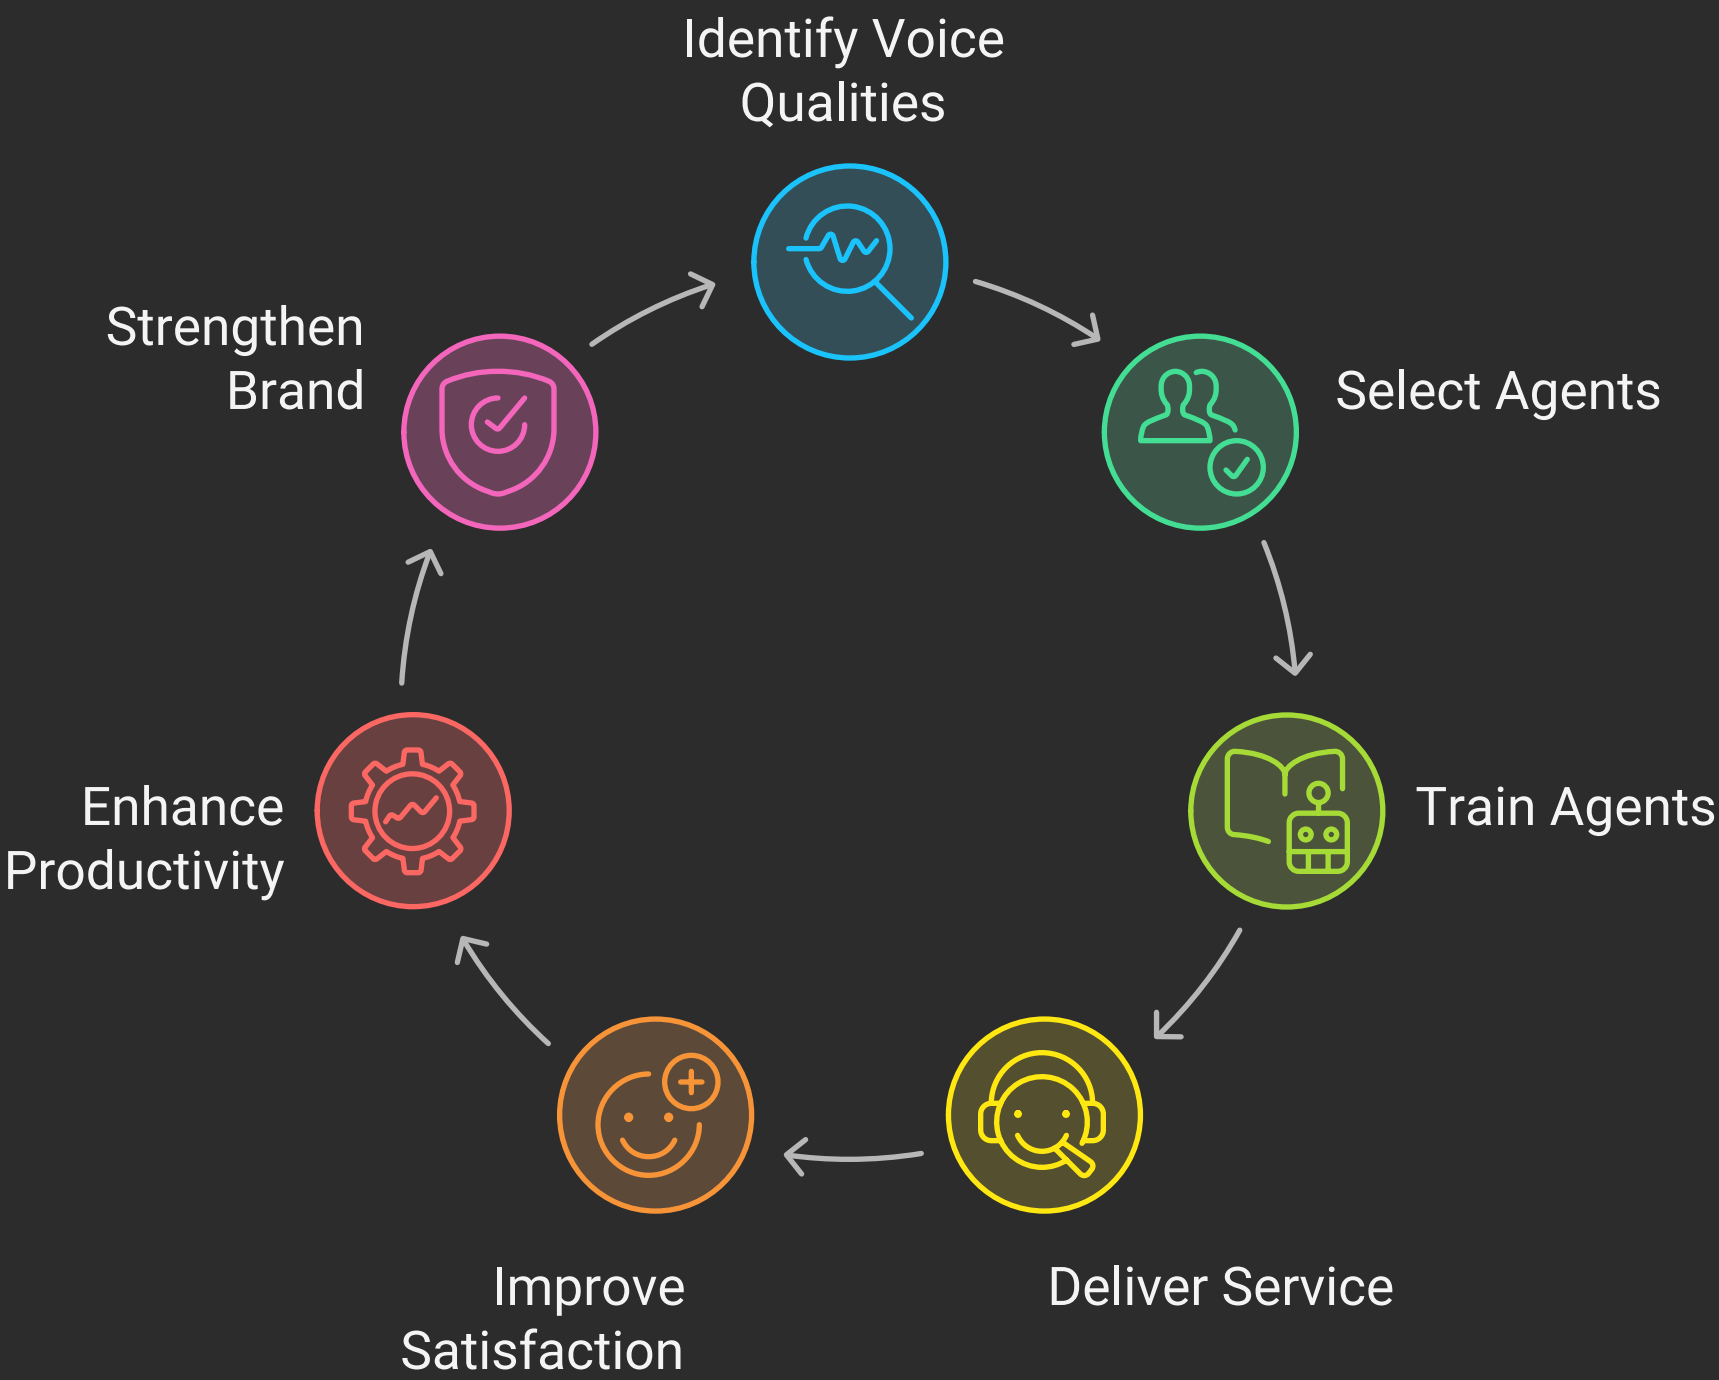 Identify Voice
Qualities
Select Agents
Train Agents
Deliver Service
Improve
Satisfaction
Enhance
Productivity
Strengthen
Brand